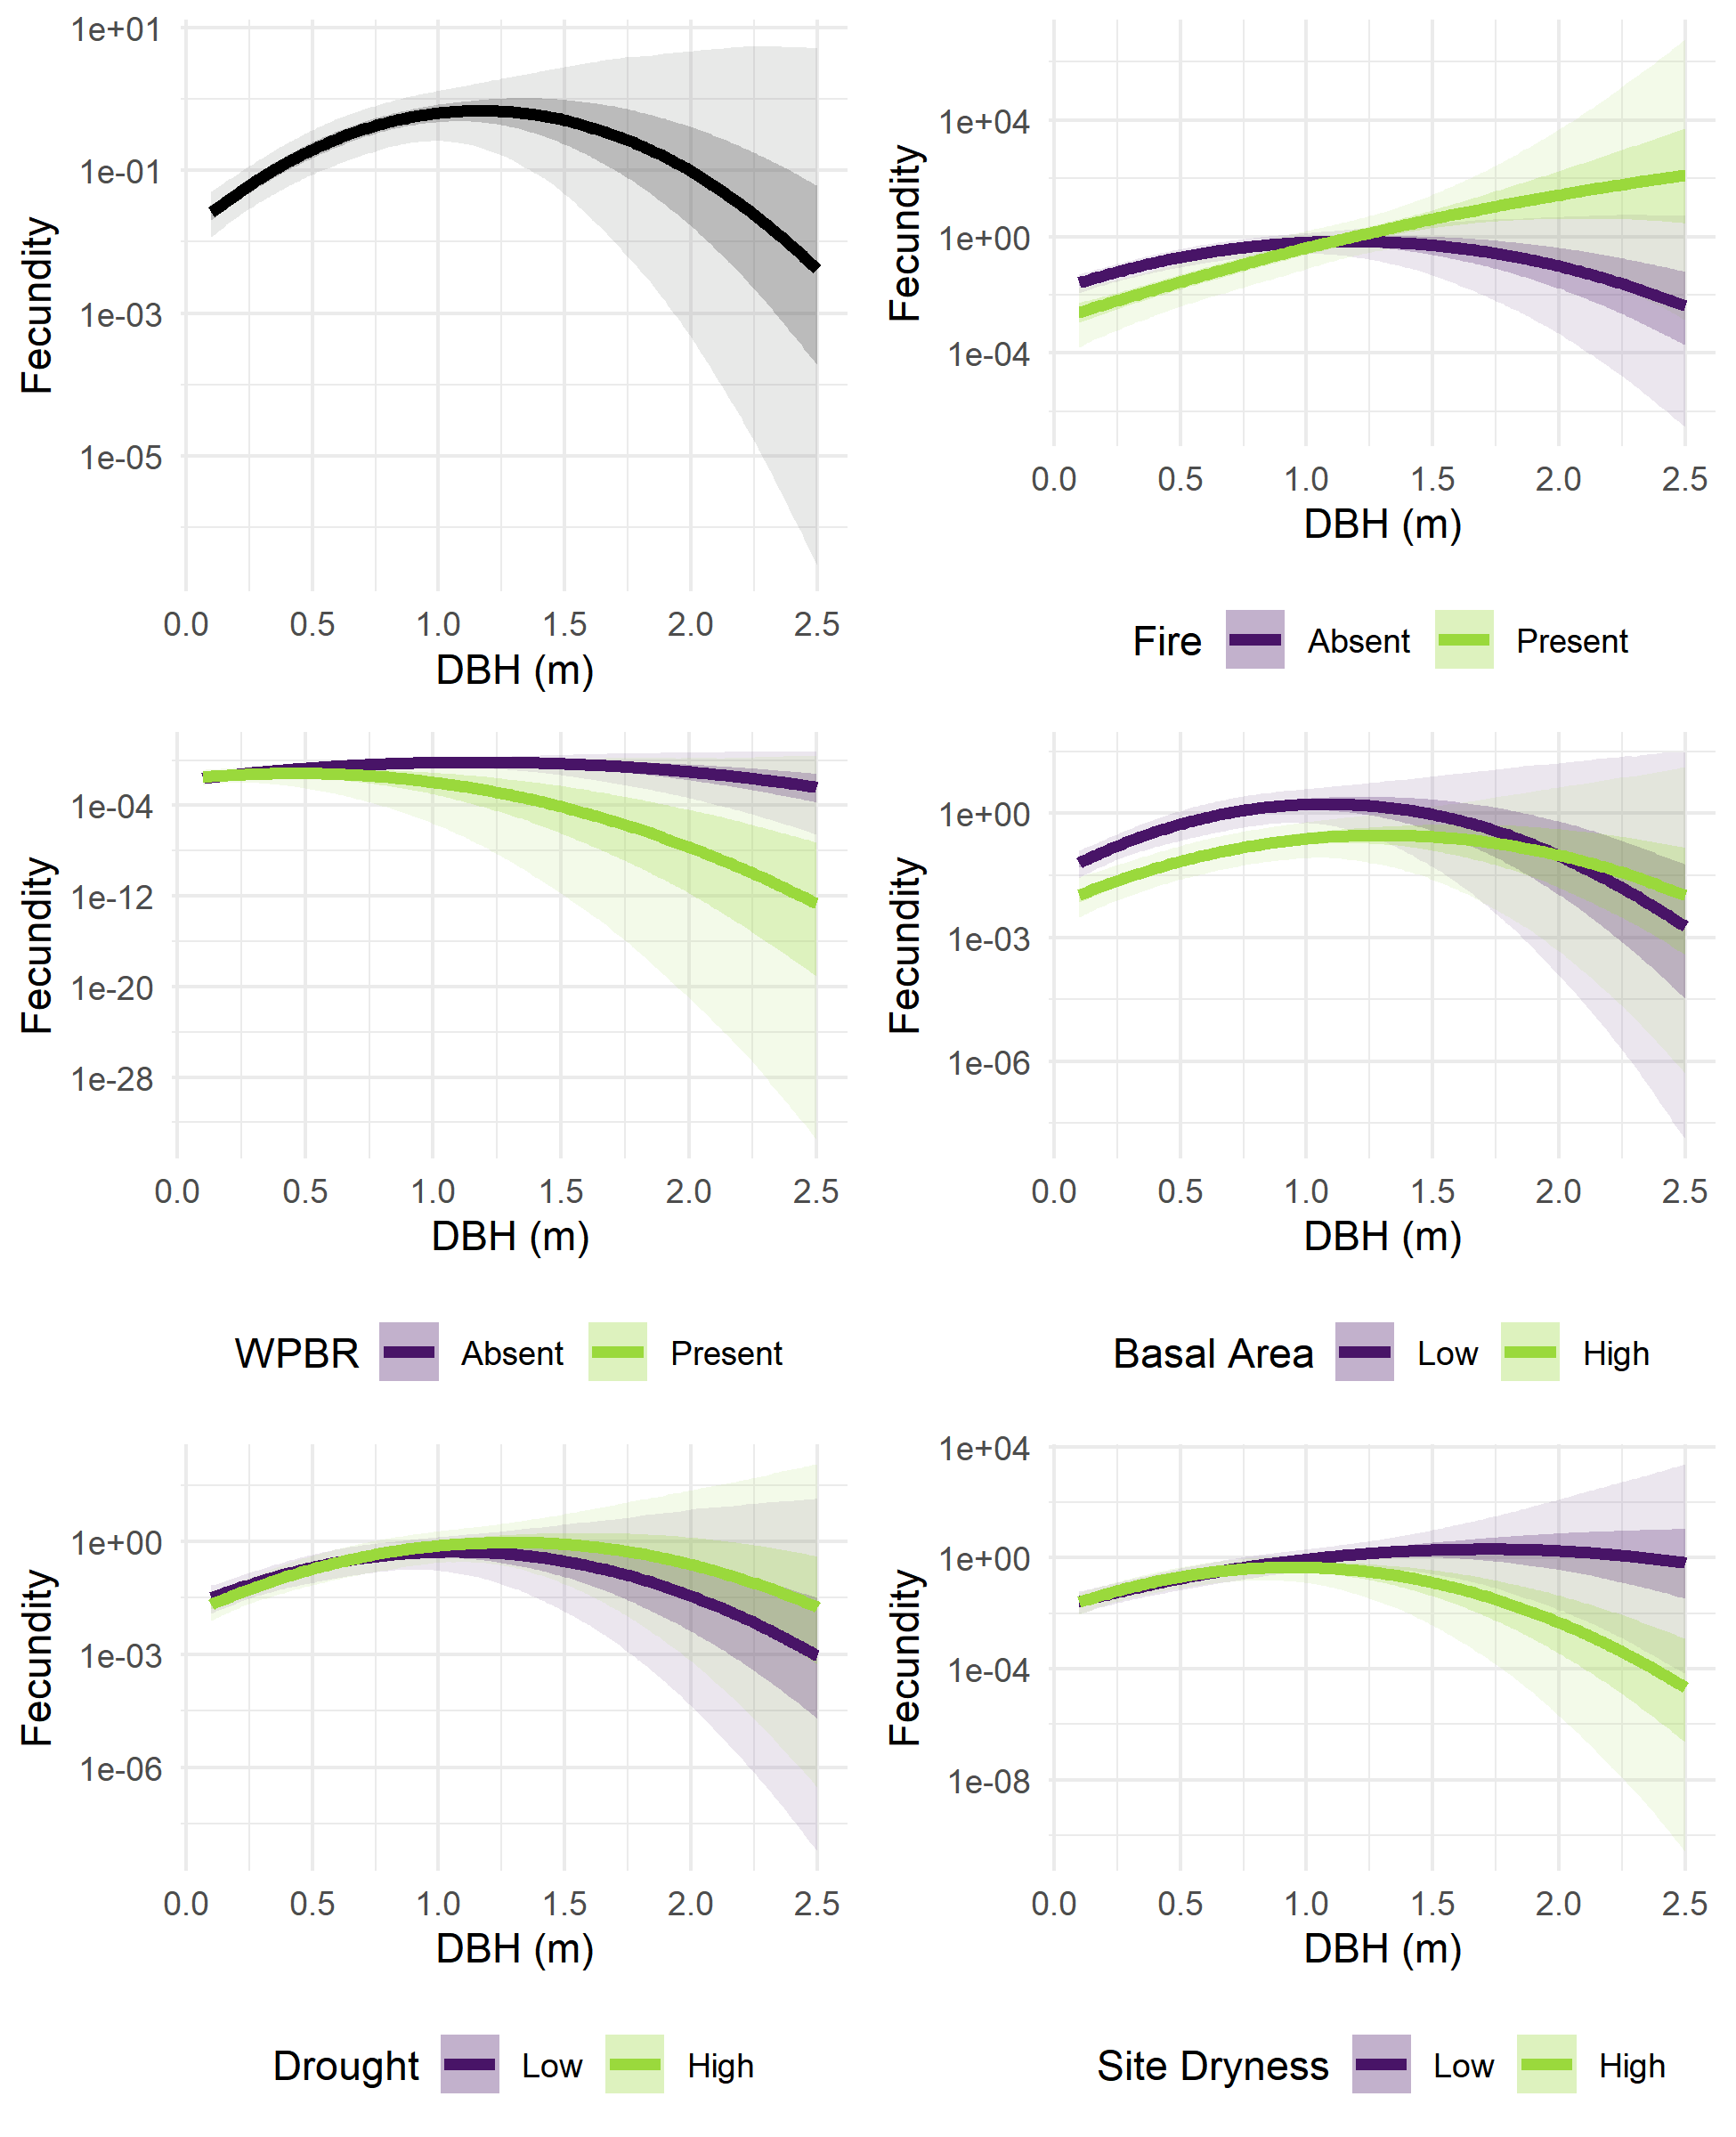 1e+01
1e-01
1e-03
1e-05
Fecundity
0.0 0.5 1.0 1.5 2.0 2.5
DBH (m)
1e+04
1e+00
1e-04
Fecundity
0.0 0.5 1.0 1.5 2.0 2.5
DBH (m)
Fire Absent Present
1e-04
1e-12
1e-20
1e-28
Fecundity
0.0 0.5 1.0 1.5 2.0 2.5
DBH (m)
WPBR Absent Present
1e+00
1e-03
1e-06
Fecundity
0.0 0.5 1.0 1.5 2.0 2.5
DBH (m)
Basal Area Low High
1e+00
1e-03
1e-06
Fecundity
0.0 0.5 1.0 1.5 2.0 2.5
DBH (m)
Drought Low High
1e+04
1e+00
1e-04
1e-08
Fecundity
0.0 0.5 1.0 1.5 2.0 2.5
DBH (m)
Site Dryness Low High